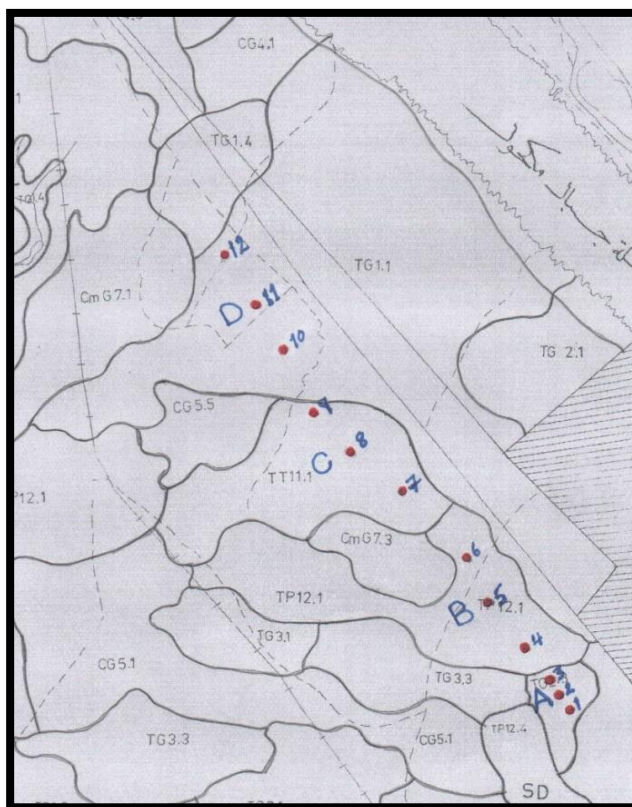 CG4.1
TG1.4
TG1.1
12
CmG7.1
11
D
10
TG 2.1
CG5.5
9
8
C
TT11.1
7
P12.1
CmG7.3
6
TP12.1
5
B
TP12.1
4
TG3.1
CG5.1
TG3.3
3
2
A
1
TP12.4
TG3.3
CG5.1
SD